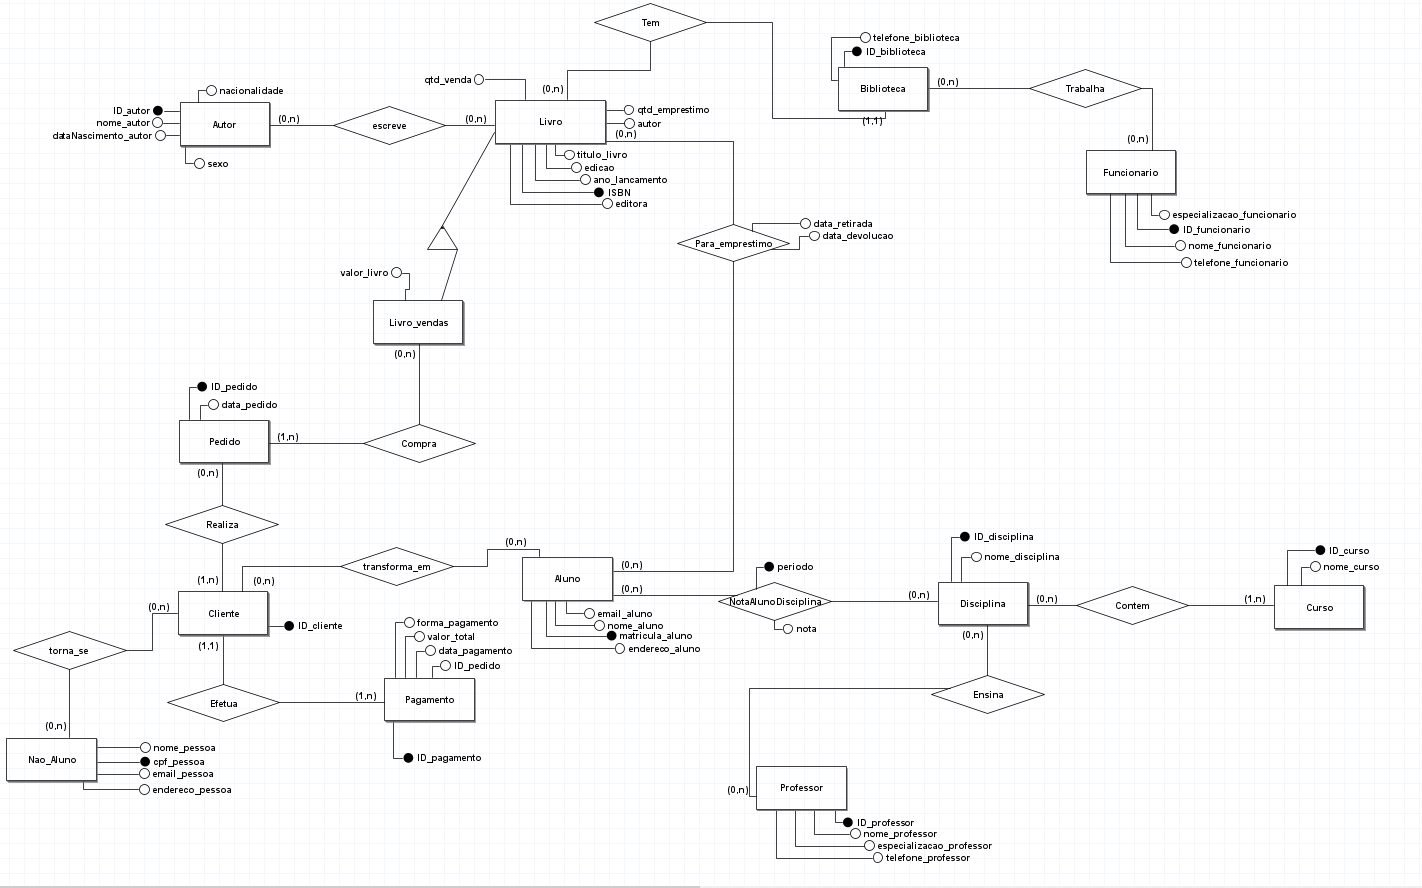 Tem
telefone_biblioteca
ID_biblioteca
qtd_venda
(0,n)
Biblioteca
(0,n)
Trabalha
nacionalidade
ID_autor
nome_autor
dataNascimento_autor
Autor
(0,n)
escreve
(0,n)
Livro
qtd_emprestimo
autor
(0,n)
(1,1)
(0,n)
sexo
titulo_livro
edicao
ano_lancamento
ISBN
editora
Funcionario
especializacao_funcionario
ID_funcionario
nome_funcionario
telefone_funcionario
data_retirada
data_devolucao
Para_emprestimo
valor_livro
Livro_vendas
(0,n)
ID_pedido
data_pedido
Pedido
(1,n)
Compra
(0,n)
Realiza
(1,n)
(0,n)
transforma_em
(0,n)
Aluno
(0,n)
(0,n)
periodo
NotaAlunoDisciplina
nota
(0,n)
ID_disciplina
nome_disciplina
Disciplina
(0,n)
Contem
(1,n)
ID_curso
nome_curso
Curso
(0,n)
Cliente
ID_cliente
(1,1)
email_aluno
nome_aluno
matricula_aluno
endereco_aluno
(0,n)
torna_se
forma_pagamento
valor_total
data_pagamento
ID_pedido
Efetua
(1,n)
Pagamento
ID_pagamento
Ensina
(0,n)
Nao_Aluno
nome_pessoa
cpf_pessoa
email_pessoa
endereco_pessoa
(0,n)
Professor
ID_professor
nome_professor
especializacao_professor
telefone_professor